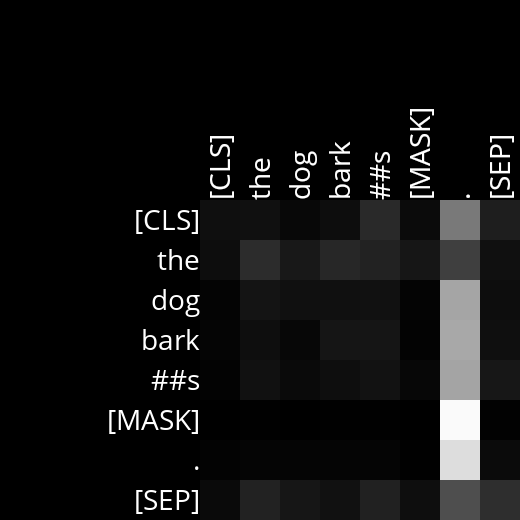 [CLS] the dog bark ##s [MASK] . [SEP]
[CLS]
the
dog
bark
##s
[MASK]
.
[SEP]